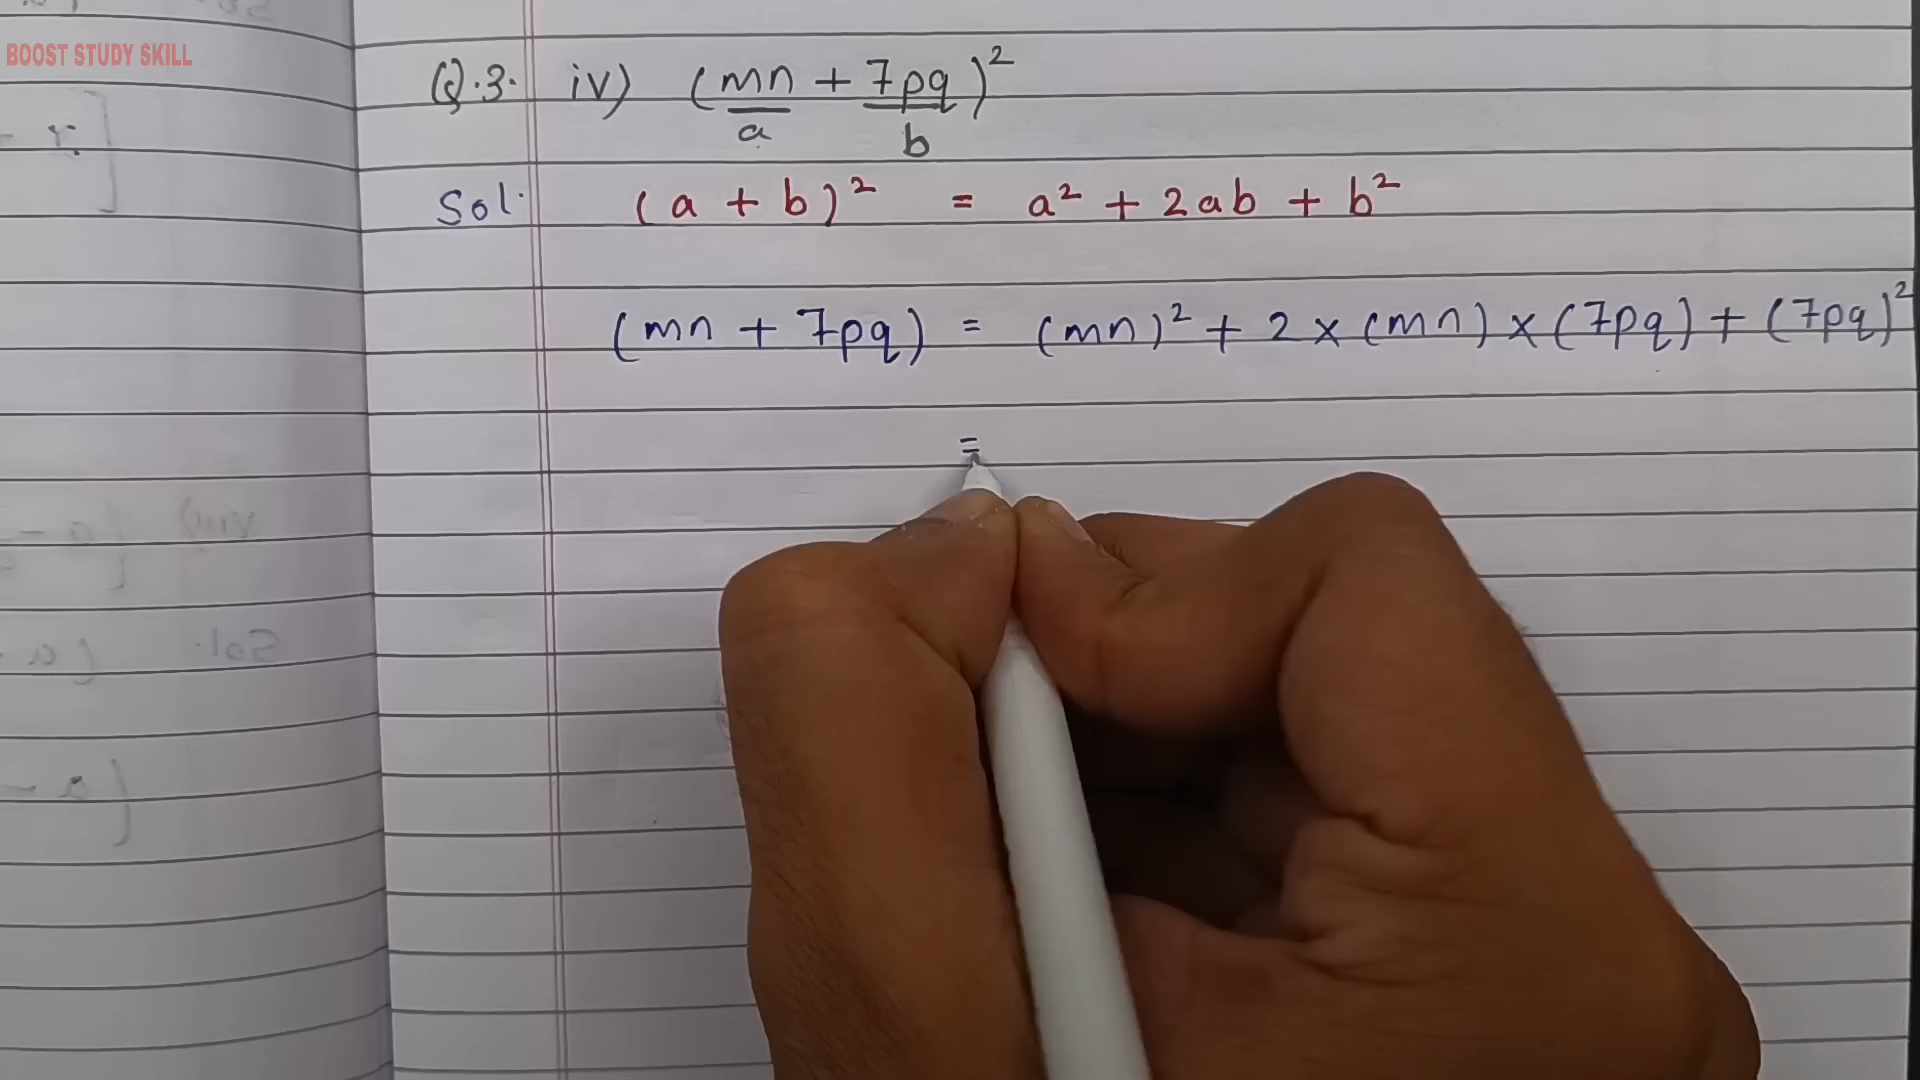 BOOST STUDY SKILL
Q.3. iv) (mn + 7pq)²
a b
Sol. (a + b)² = a² + 2ab + b²
(mn + 7pq) = (mn)² + 2 × (mn) × (7pq) + (7pq)²
=